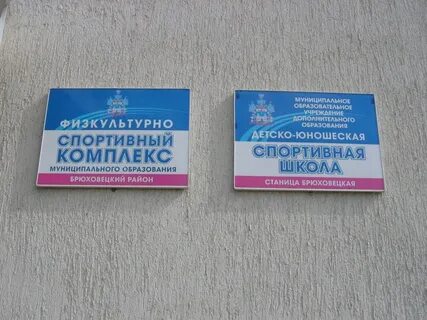 ФИЗКУЛЬТУРНО
СПОРТИВНЫЙ
КОМПЛЕКС
МУНИЦИПАЛЬНОГО ОБРАЗОВАНИЯ
БРЮХОВЕЦКИЙ РАЙОН
МУНИЦИПАЛЬНОЕ
ОБРАЗОВАТЕЛЬНОЕ
УЧРЕЖДЕНИЕ
ДОПОЛНИТЕЛЬНОГО
ОБРАЗОВАНИЯ
ДЕТСКО-ЮНОШЕСКАЯ
СПОРТИВНАЯ
ШКОЛА
СТАНИЦА БРЮХОВЕЦКАЯ